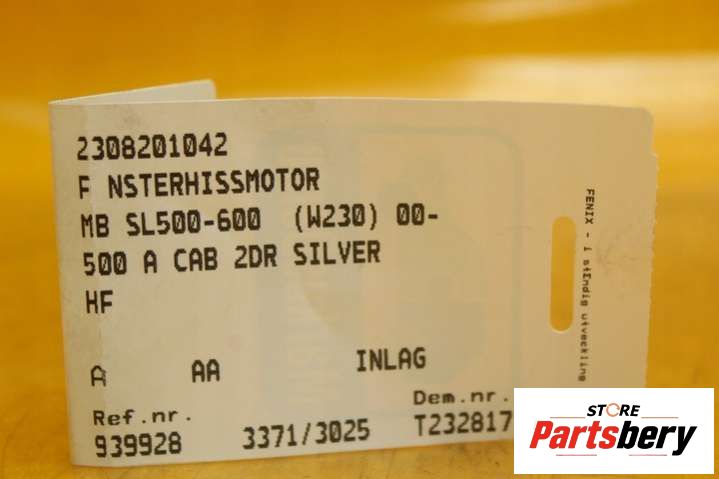 2308201042
F NSTERHISSMOTOR
MB SL500-600 (W230) 00-
500 A CAB 2DR SILVER
HF
A AA INLAG
Ref.nr. Dem.nr.
939928 3371/3025 T232817
FENIX - i ständig utveckling
STORE
Partsbery